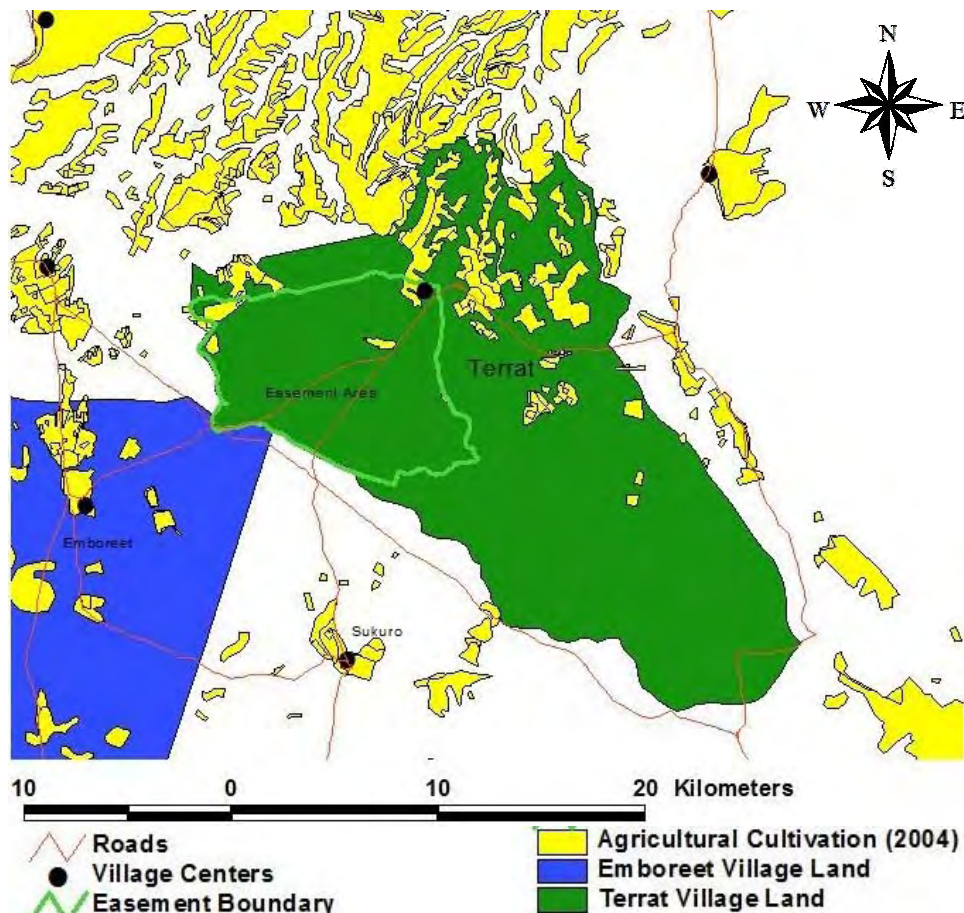 N
W E
S
Terrat
Easement Area
Emboreet
Sukuro
10 0 10 20 Kilometers
Roads
Village Centers
Easement Boundary
Agricultural Cultivation (2004)
Emboreet Village Land
Terrat Village Land